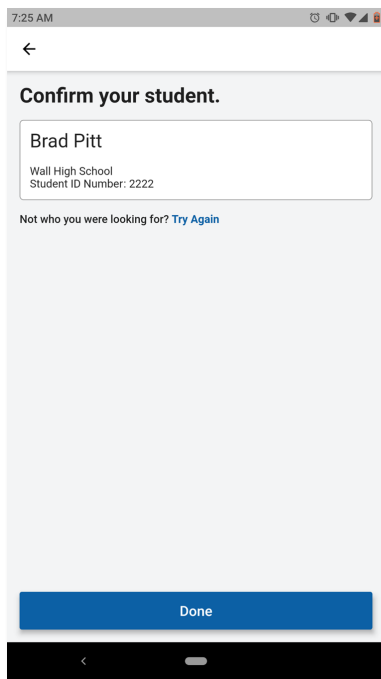 7:25 AM
Confirm your student.
Brad Pitt
Wall High School
Student ID Number: 2222
Not who you were looking for? Try Again
Done